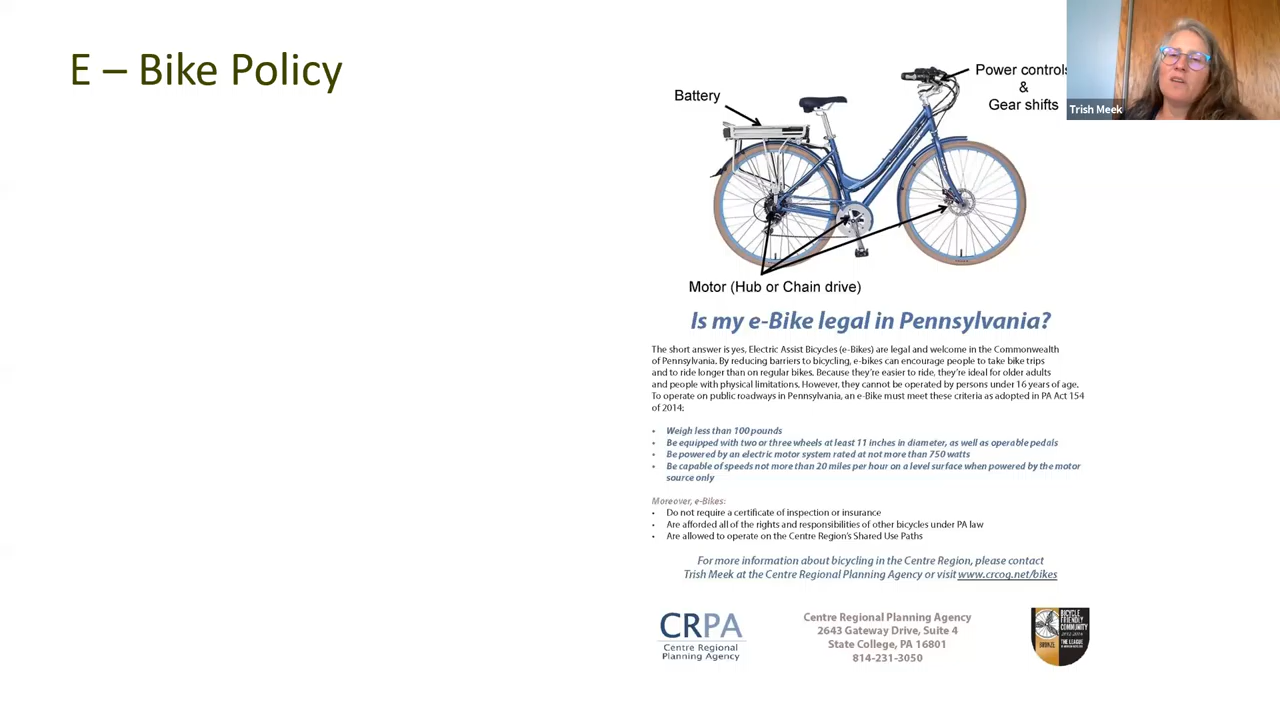 E – Bike Policy
Battery
Power controls
&
Gear shifts
Trish Meek
Motor (Hub or Chain drive)
Is my e-Bike legal in Pennsylvania?
The short answer is yes, Electric Assist Bicycles (e-Bikes) are legal and welcome in the Commonwealth
of Pennsylvania. By reducing barriers to bicycling, e-bikes can encourage people to take bike trips
and to ride longer than on regular bikes. Because they're easier to ride, they're ideal for older adults
and people with physical limitations. However, they cannot be operated by persons under 16 years of age.
To operate on public roadways in Pennsylvania, an e-Bike must meet these criteria as adopted in PA Act 154
of 2014:
• Weigh less than 100 pounds
• Be equipped with two or three wheels at least 11 inches in diameter, as well as operable pedals
• Be powered by an electric motor system rated at not more than 750 watts
• Be capable of speeds not more than 20 miles per hour on a level surface when powered by the motor
source only
Moreover, e-Bikes:
• Do not require a certificate of inspection or insurance
• Are afforded all of the rights and responsibilities of other bicycles under PA law
• Are allowed to operate on the Centre Region's Shared Use Paths
For more information about bicycling in the Centre Region, please contact
Trish Meek at the Centre Regional Planning Agency or visit www.crcog.net/bikes
CRPA
Centre Regional
Planning Agency
Centre Regional Planning Agency
2643 Gateway Drive, Suite 4
State College, PA 16801
814-231-3050
BICYCLE
FRIENDLY
COMMUNITY
BRONZE
THE LEAGUE